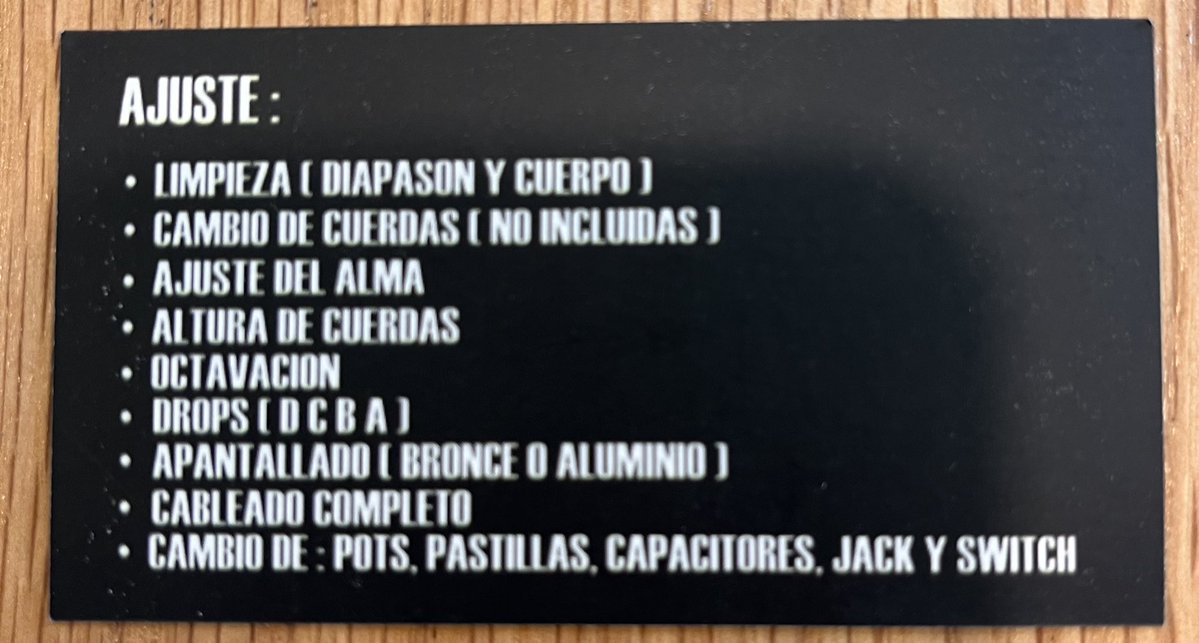 AJUSTE :
• LIMPIEZA ( DIAPASON Y CUERPO )
• CAMBIO DE CUERDAS ( NO INCLUIDAS )
• AJUSTE DEL ALMA
• ALTURA DE CUERDAS
• OCTAVACION
• DROPS ( D C B A )
• APANTALLADO ( BRONCE O ALUMINIO )
• CABLEADO COMPLETO
• CAMBIO DE : POTS, PASTILLAS, CAPACITORES, JACK Y SWITCH